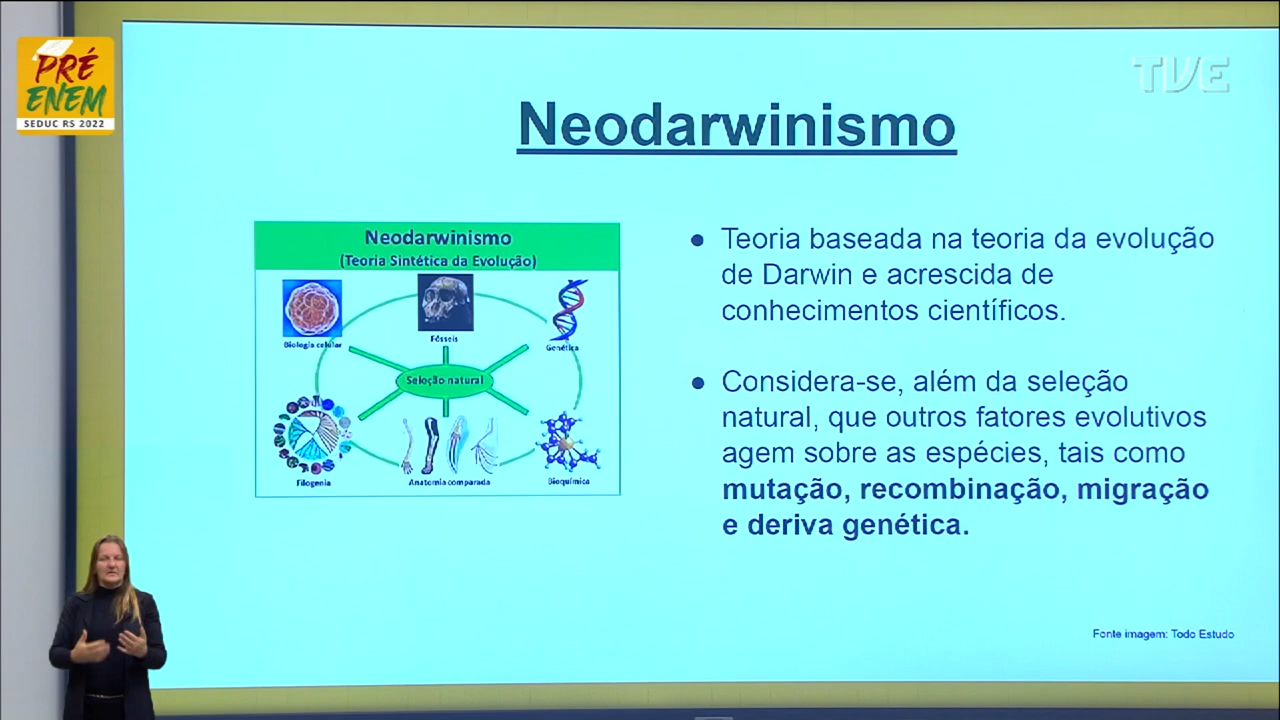 PRÉ
ENEM
SEDUC RS 2022
TVE
Neodarwinismo
Neodarwinismo
(Teoria Sintética da Evolução)
Biologia celular
Fósseis
Genética
Seleção natural
Filogenia
Anatomia comparada
Bioquímica
● Teoria baseada na teoria da evolução
de Darwin e acrescida de
conhecimentos científicos.
● Considera-se, além da seleção
natural, que outros fatores evolutivos
agem sobre as espécies, tais como
mutação, recombinação, migração
e deriva genética.
Fonte imagem: Todo Estudo